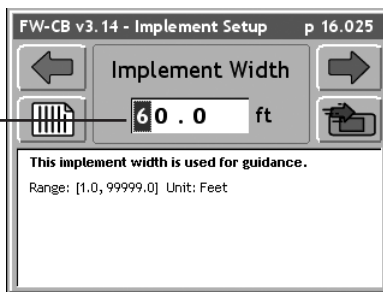 FW-CB v3.14 - Implement Setup p 16.025
Implement Width
60.0 ft
This implement width is used for guidance.
Range: [1.0, 99999.0] Unit: Feet